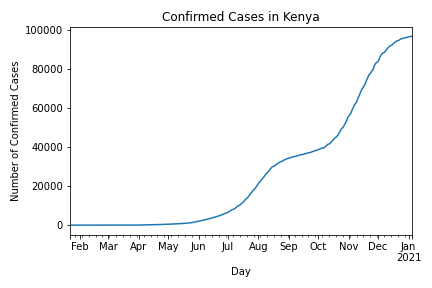 Confirmed Cases in Kenya
Number of Confirmed Cases
100000
80000
60000
40000
20000
0
Feb Mar Apr May Jun Jul Aug Sep Oct Nov Dec Jan
2021
Day